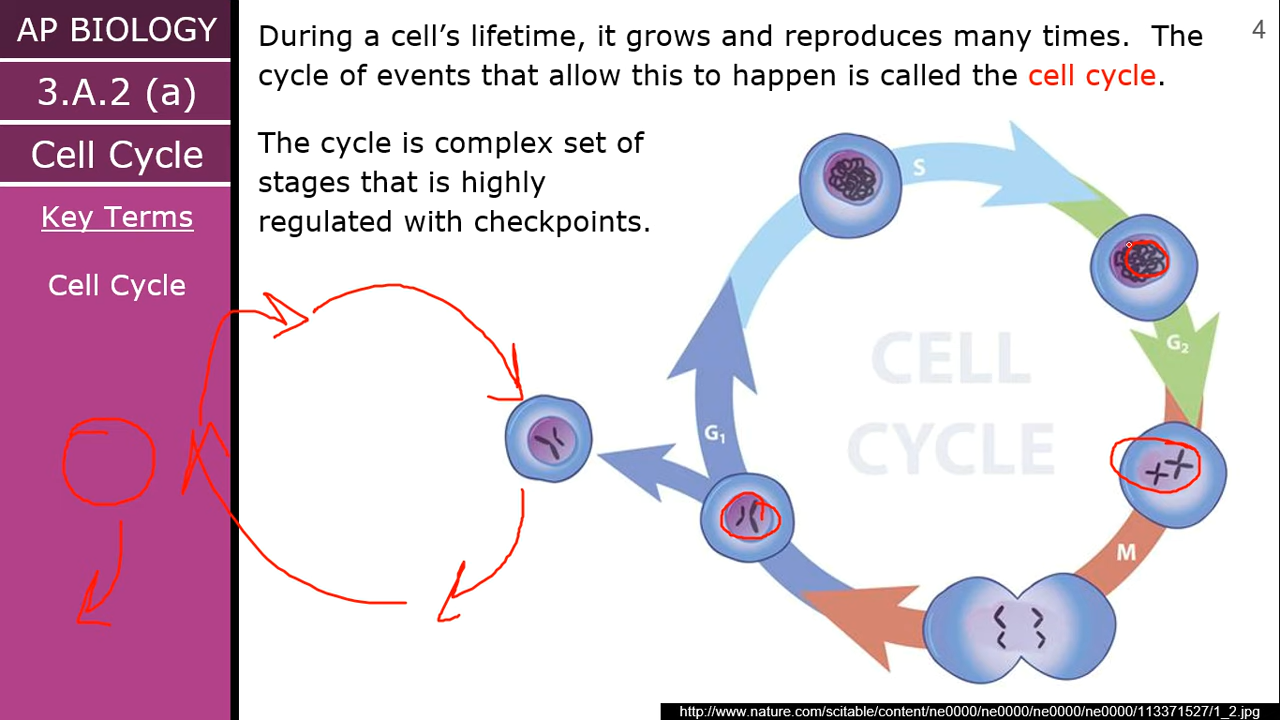 AP BIOLOGY
3.A.2 (a)
Cell Cycle
Key Terms
Cell Cycle
During a cell’s lifetime, it grows and reproduces many times.  The
cycle of events that allow this to happen is called the cell cycle.
4
The cycle is complex set of
stages that is highly
regulated with checkpoints.
S
G₂
CELL
CYCLE
G₁
M
http://www.nature.com/scitable/content/ne0000/ne0000/ne0000/ne0000/113371527/1_2.jpg